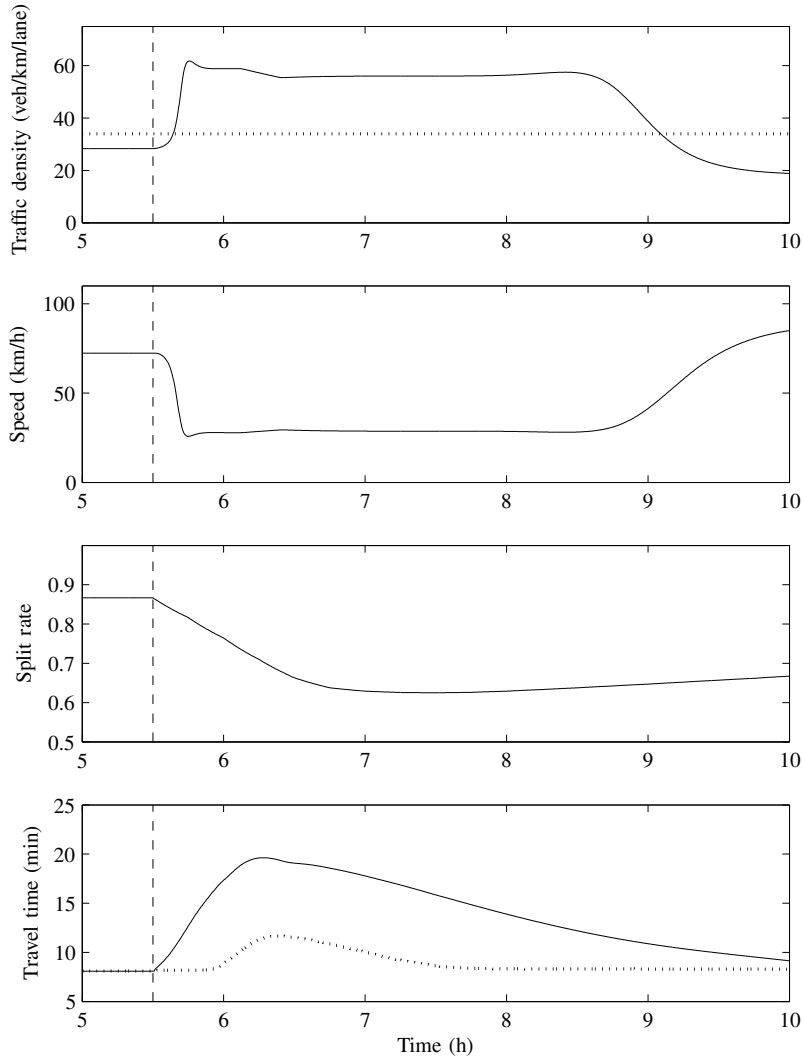 Traffic density (veh/km/lane)
60
40
20
0
5 6 7 8 9 10
Speed (km/h)
100
50
0
5 6 7 8 9 10
Split rate
0.9
0.8
0.7
0.6
0.5
5 6 7 8 9 10
Travel time (min)
25
20
15
10
5
5 6 7 8 9 10
Time (h)